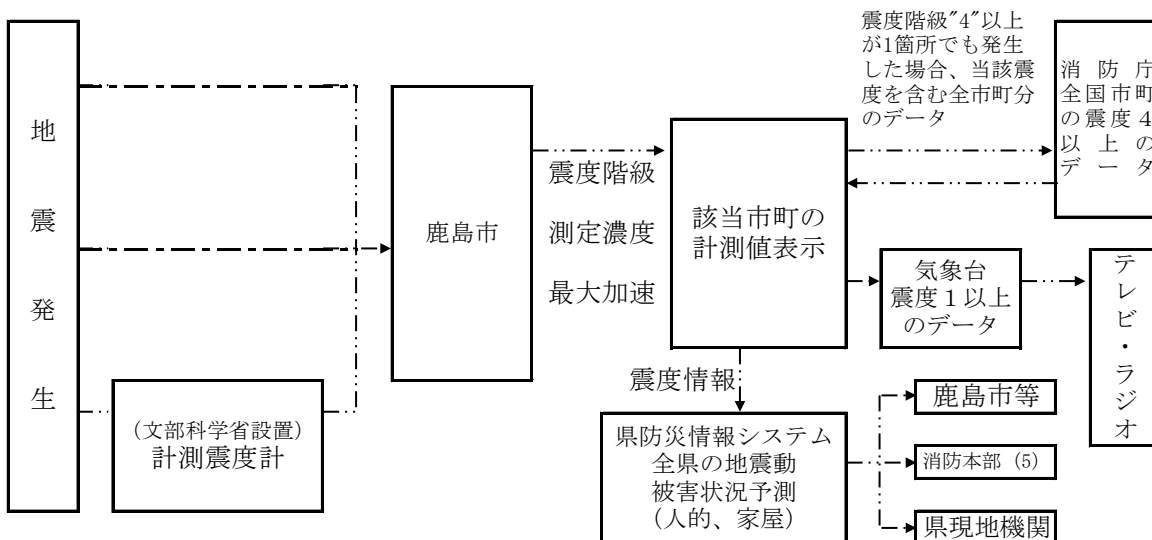 地震発生
(文部科学省設置)
計測震度計
鹿島市
震度階級
測定濃度
最大加速
該当市町の
計測値表示
震度階級"4"以上
が1箇所でも発生
した場合、当該震
度を含む全市町分
のデータ
消防庁
全国市町
の震度4
以上の
データ
気象台
震度1以上
のデータ
テレビ・ラジオ
震度情報
県防災情報システム
全県の地震動
被害状況予測
(人的、家屋)
鹿島市等
消防本部 (5)
県現地機関